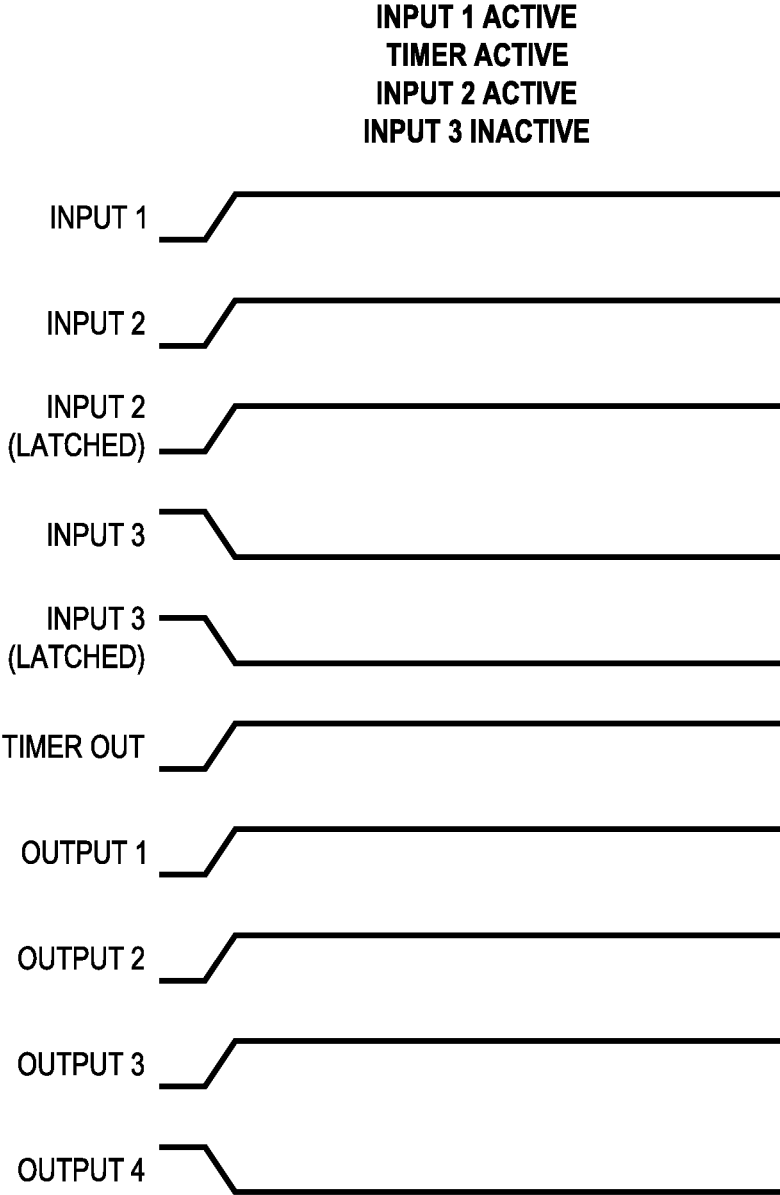 INPUT 1 ACTIVE
TIMER ACTIVE
INPUT 2 ACTIVE
INPUT 3 INACTIVE
INPUT 1
INPUT 2
INPUT 2
(LATCHED)
INPUT 3
INPUT 3
(LATCHED)
TIMER OUT
OUTPUT 1
OUTPUT 2
OUTPUT 3
OUTPUT 4